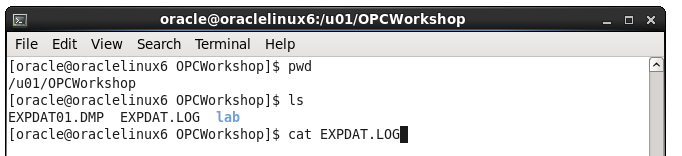 oracle@oraclelinux6:/u01/OPCWorkshop
File Edit View Search Terminal Help
[oracle@oraclelinux6 OPCWorkshop]$ pwd
/u01/OPCWorkshop
[oracle@oraclelinux6 OPCWorkshop]$ ls
EXPDAT01.DMP  EXPDAT.LOG  lab
[oracle@oraclelinux6 OPCWorkshop]$ cat EXPDAT.LOG